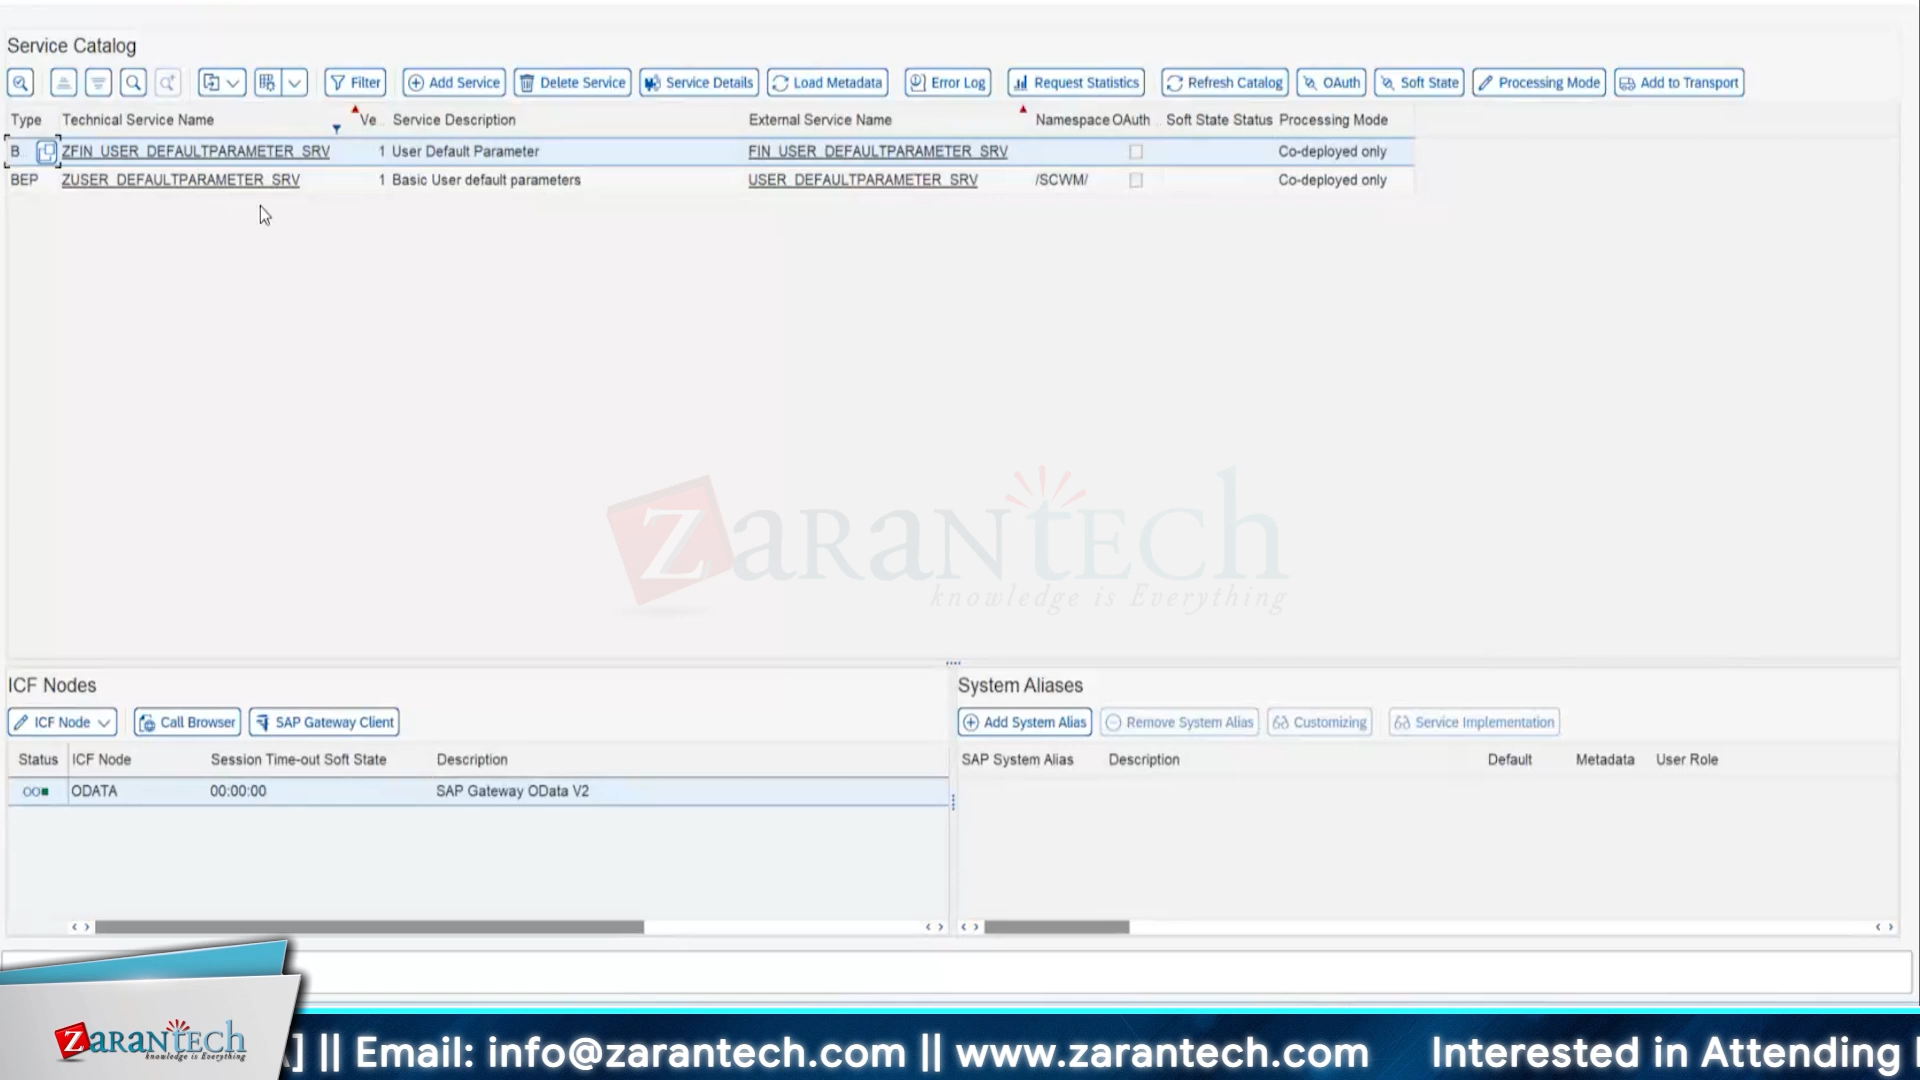 Service Catalog
Filter Add Service Delete Service Service Details Load Metadata Error Log Request Statistics Refresh Catalog OAuth Soft State Processing Mode Add to Transport
Type Technical Service Name Ve.. Service Description External Service Name Namespace OAuth Soft State Status Processing Mode
B ZFIN_USER_DEFAULTPARAMETER_SRV 1 User Default Parameter FIN_USER_DEFAULTPARAMETER_SRV Co-deployed only
BEP ZUSER_DEFAULTPARAMETER_SRV 1 Basic User default parameters USER_DEFAULTPARAMETER_SRV /SCWM/ Co-deployed only
ZaranTech
knowledge is Everything
ICF Nodes
ICF Node Call Browser SAP Gateway Client
Status ICF Node Session Time-out Soft State Description
ODATA 00:00:00 SAP Gateway OData V2
System Aliases
Add System Alias Remove System Alias Customizing Service Implementation
SAP System Alias Description Default Metadata User Role
ZaranTech
knowledge is Everything
] || Email: info@zarantech.com || www.zarantech.com Interested in Attending